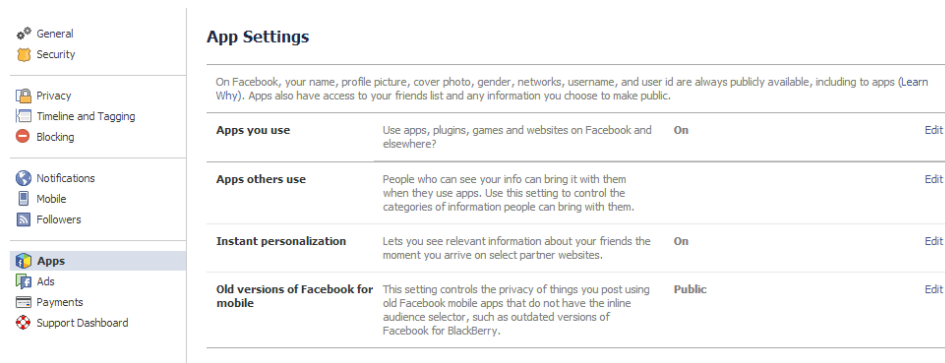 General
Security
Privacy
Timeline and Tagging
Blocking
Notifications
Mobile
Followers
Apps
Ads
Payments
Support Dashboard
App Settings
On Facebook, your name, profile picture, cover photo, gender, networks, username, and user id are always publicly available, including to apps (Learn
Why). Apps also have access to your friends list and any information you choose to make public.
Apps you use
Use apps, plugins, games and websites on Facebook and
elsewhere?
On
Edit
Apps others use
People who can see your info can bring it with them
when they use apps. Use this setting to control the
categories of information people can bring with them.
Edit
Instant personalization
Lets you see relevant information about your friends the
moment you arrive on select partner websites.
On
Edit
Old versions of Facebook for
mobile
This setting controls the privacy of things you post using
old Facebook mobile apps that do not have the inline
audience selector, such as outdated versions of
Facebook for BlackBerry.
Public
Edit